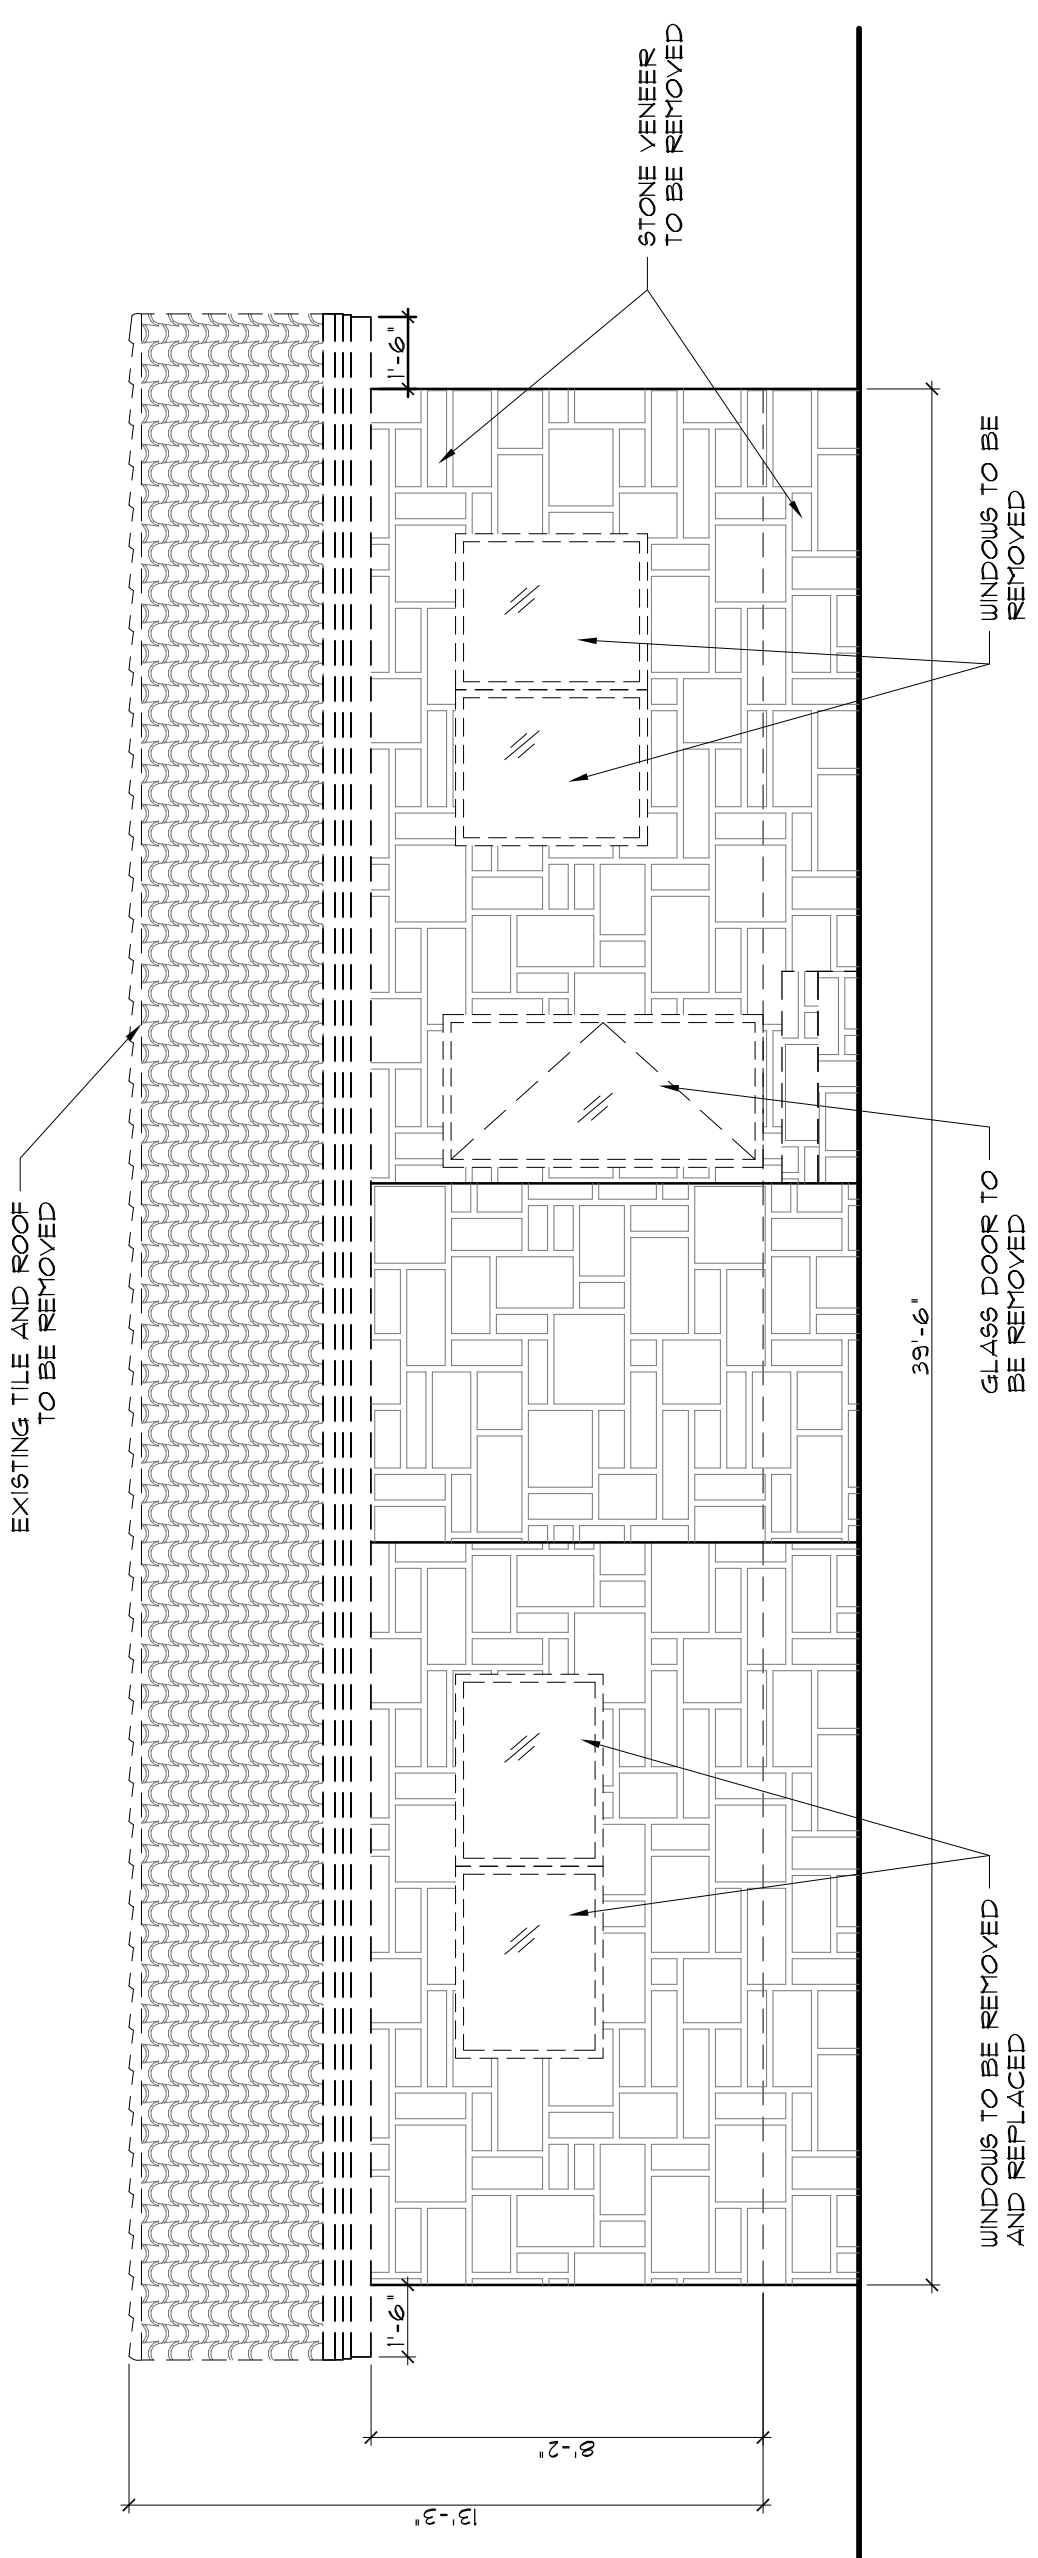 EXISTING TILE AND ROOF
TO BE REMOVED
STONE VENEER
TO BE REMOVED
1'-6"
1'-6"
8'-2"
13'-3"
39'-6"
WINDOWS TO BE REMOVED
AND REPLACED
GLASS DOOR TO
BE REMOVED
WINDOWS TO BE
REMOVED